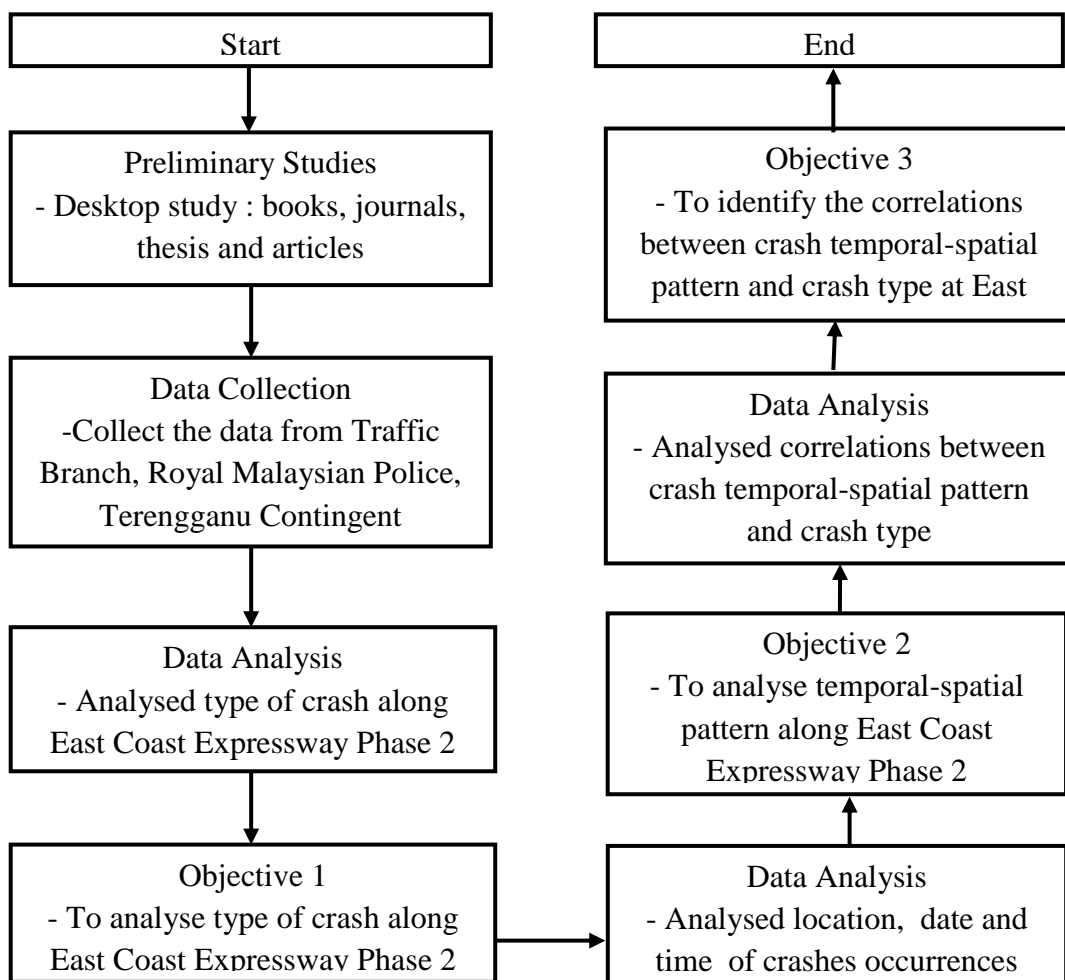 Start
Preliminary Studies
- Desktop study : books, journals,
thesis and articles
Data Collection
-Collect the data from Traffic
Branch, Royal Malaysian Police,
Terengganu Contingent
Data Analysis
- Analysed type of crash along
East Coast Expressway Phase 2
Objective 1
- To analyse type of crash along
East Coast Expressway Phase 2
Data Analysis
- Analysed location, date and
time of crashes occurrences
Objective 2
- To analyse temporal-spatial
pattern along East Coast
Expressway Phase 2
Data Analysis
- Analysed correlations between
crash temporal-spatial pattern
and crash type
Objective 3
- To identify the correlations
between crash temporal-spatial
pattern and crash type at East
End